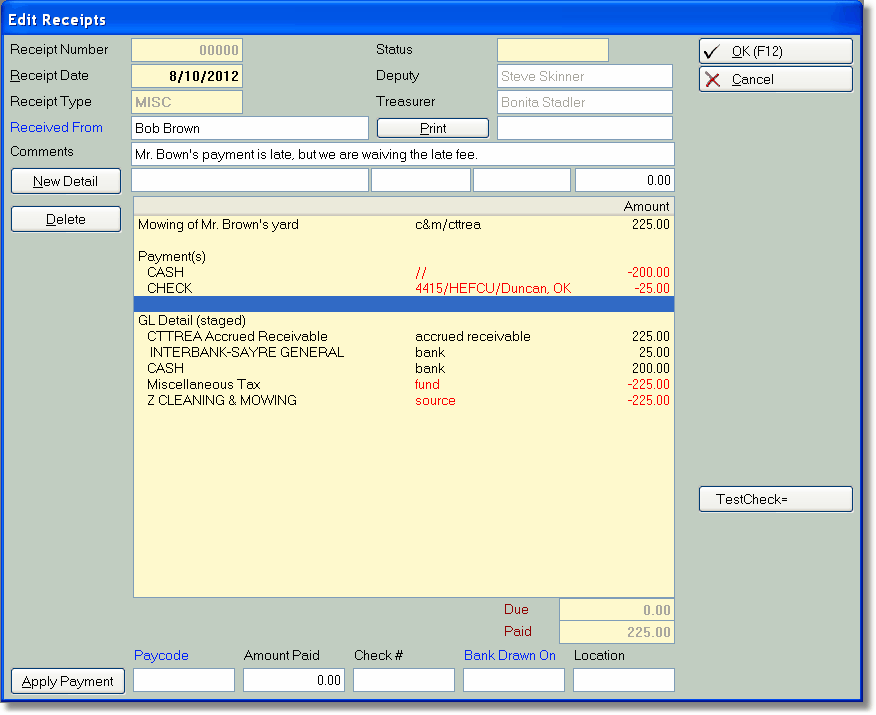 Edit Receipts
Receipt Number 00000 Status OK (F12)
Receipt Date 8/10/2012 Deputy Steve Skinner Cancel
Receipt Type MISC Treasurer Bonita Stadler
Received From Bob Brown Print
Comments Mr. Bown's payment is late, but we are waiving the late fee.
New Detail 0.00
Delete Amount
Mowing of Mr. Brown's yard c&m/cttrea 225.00
Payment(s)
CASH // -200.00
CHECK 4415/HEFCU/Duncan, OK -25.00
GL Detail (staged)
CTTREA Accrued Receivable accrued receivable 225.00
INTERBANK-SAYRE GENERAL bank 25.00
CASH bank 200.00
Miscellaneous Tax fund -225.00
Z CLEANING & MOWING source -225.00
TestCheck=
Due 0.00
Paid 225.00
Paycode Amount Paid Check # Bank Drawn On Location
Apply Payment 0.00